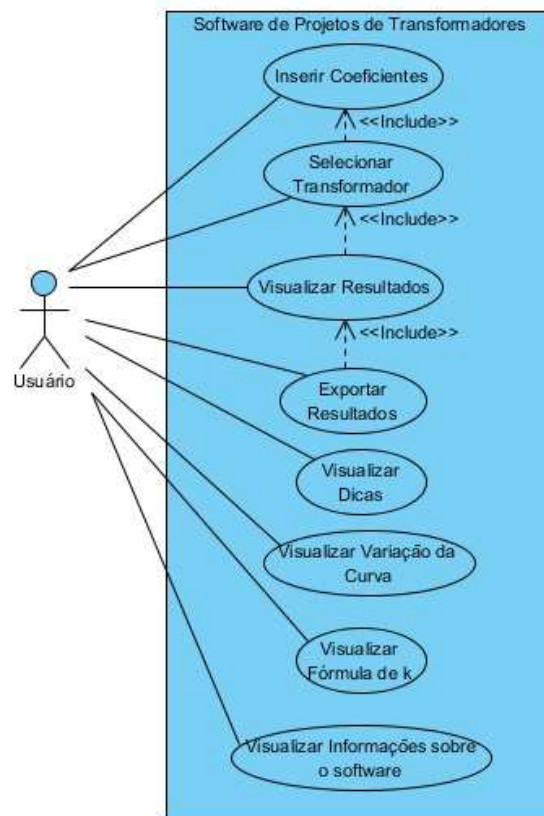 Software de Projetos de Transformadores
Inserir Coeficientes
<<Include>>
Selecionar
Transformador
<<Include>>
Visualizar Resultados
<<Include>>
Usuário
Exportar
Resultados
Visualizar
Dicas
Visualizar Variação da
Curva
Visualizar
Fórmula de k
Visualizar Informações sobre
o software